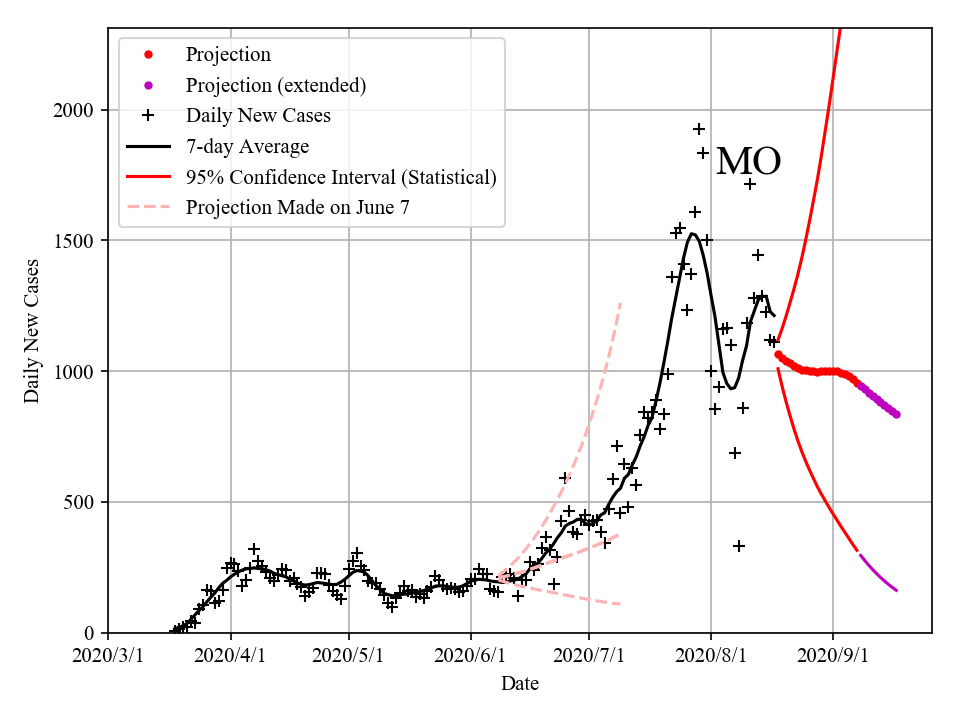 Projection
Projection (extended)
Daily New Cases
7-day Average
95% Confidence Interval (Statistical)
Projection Made on June 7
MO
Daily New Cases
2000
1500
1000
500
0
2020/3/1 2020/4/1 2020/5/1 2020/6/1 2020/7/1 2020/8/1 2020/9/1
Date